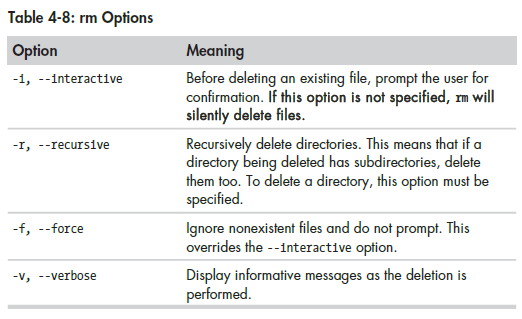 Table 4-8: rm Options
Option Meaning
-i, --interactive Before deleting an existing file, prompt the user for
confirmation. If this option is not specified, rm will
silently delete files.
-r, --recursive Recursively delete directories. This means that if a
directory being deleted has subdirectories, delete
them too. To delete a directory, this option must be
specified.
-f, --force Ignore nonexistent files and do not prompt. This
overrides the --interactive option.
-v, --verbose Display informative messages as the deletion is
performed.